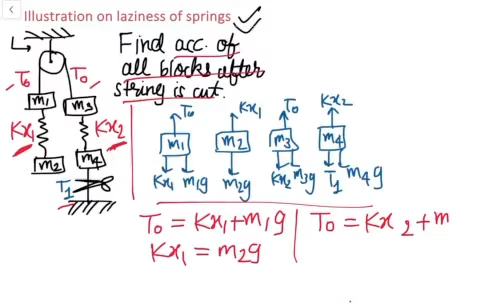 Illustration on laziness of springs ✓
Find acc. of
all blocks after
string is cut.
T₀ T₀
m₁ m₃
Kx₁ Kx₂
m₂ m₄
T₁
T₀ Kx₁ T₀ Kx₂
m₁ m₂ m₃ m₄
Kx₁ m₁g m₂g Kx₂ m₃g T₁ m₄g
T₀ = Kx₁+m₁g T₀ = Kx₂+m
Kx₁ = m₂g